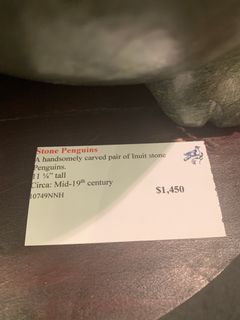 Stone Penguins
A handsomely carved pair of Inuit stone
Penguins.
11 ¾" tall
Circa: Mid-19th century
$1,450
10749NNH